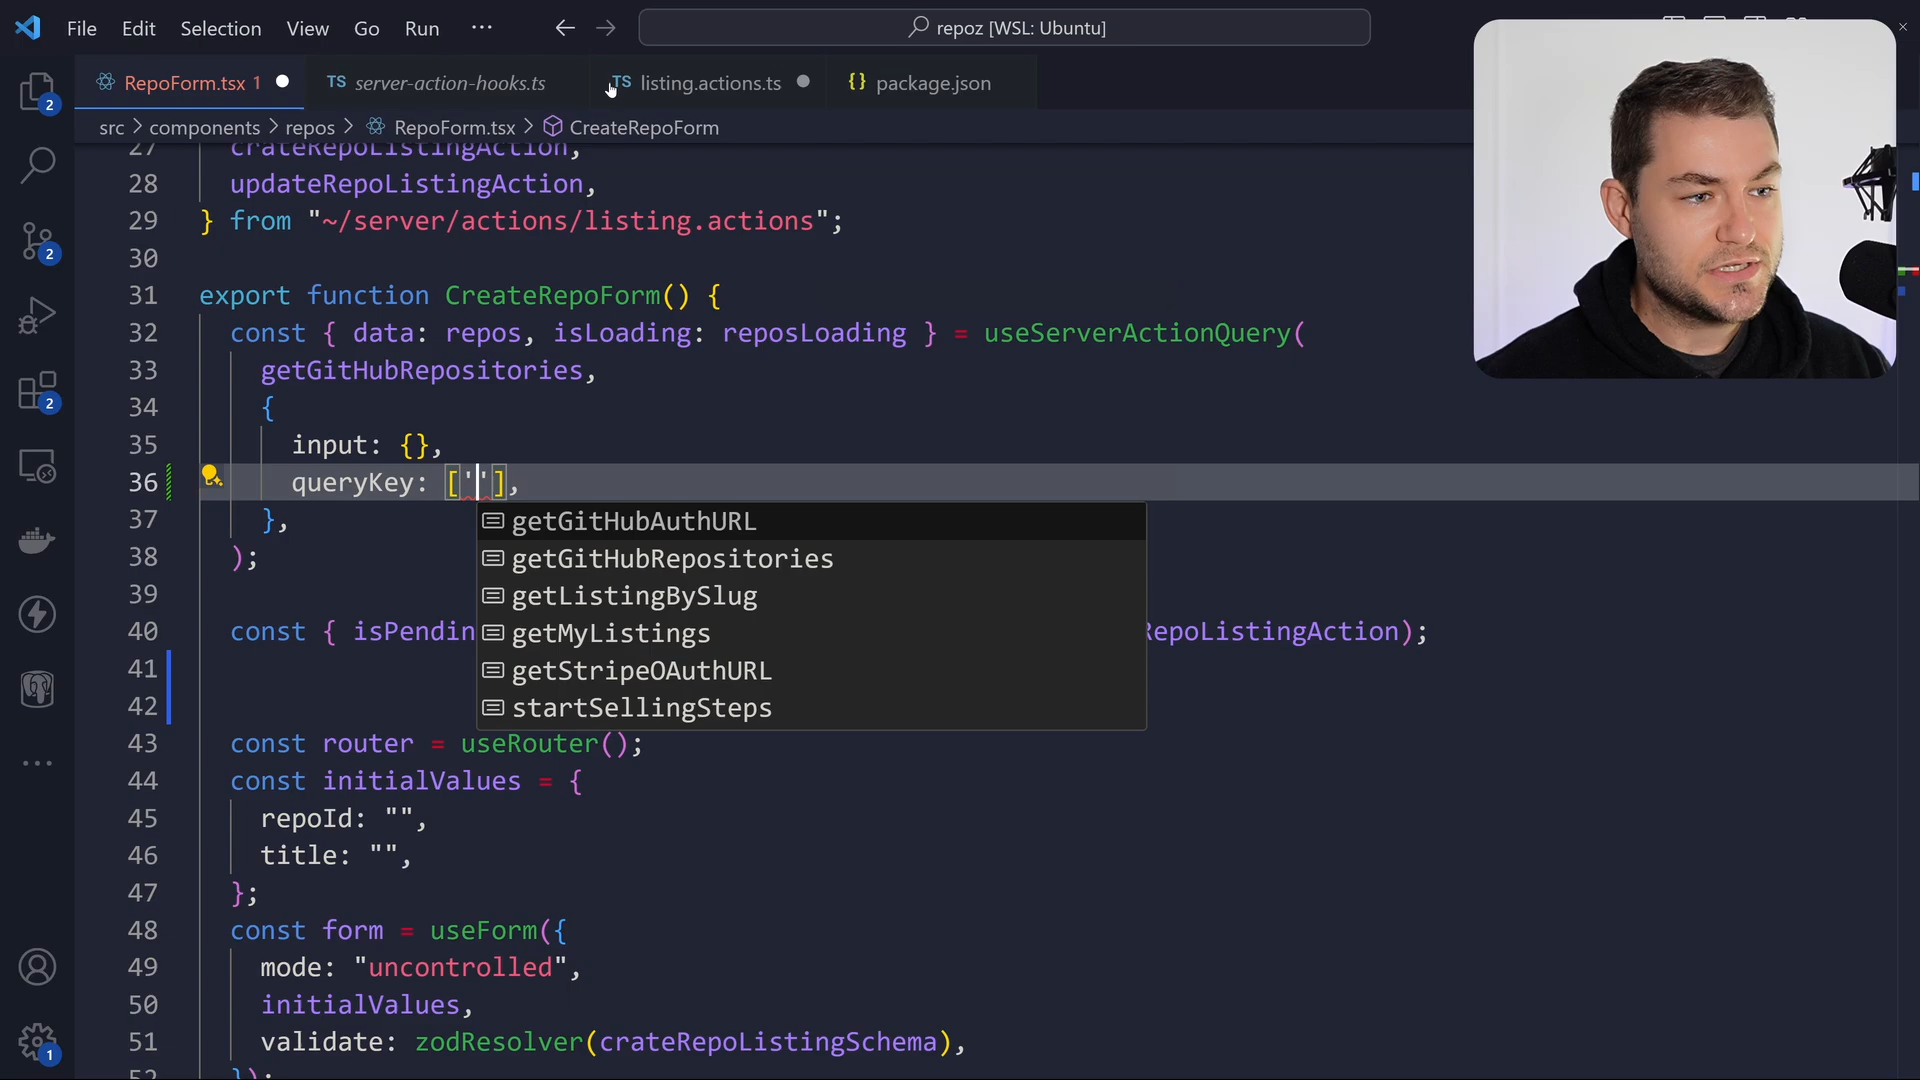 File Edit Selection View Go Run ··· repoz [WSL: Ubuntu]
RepoForm.tsx 1 TS server-action-hooks.ts TS listing.actions.ts {} package.json
src > components > repos > RepoForm.tsx > CreateRepoForm
27 crateRepoListingAction,
28 updateRepoListingAction,
29 } from "~/server/actions/listing.actions";
30
31 export function CreateRepoForm() {
32 const { data: repos, isLoading: reposLoading } = useServerActionQuery(
33 getGitHubRepositories,
34 {
35 input: {},
36 queryKey: [''],
37 },
38 );
39
40 const { isPendin RepoListingAction);
41
42
43 const router = useRouter();
44 const initialValues = {
45 repoId: "",
46 title: "",
47 };
48 const form = useForm({
49 mode: "uncontrolled",
50 initialValues,
51 validate: zodResolver(crateRepoListingSchema),
52 });
getGitHubAuthURL
getGitHubRepositories
getListingBySlug
getMyListings
getStripeOAuthURL
startSellingSteps
2
2
2
1